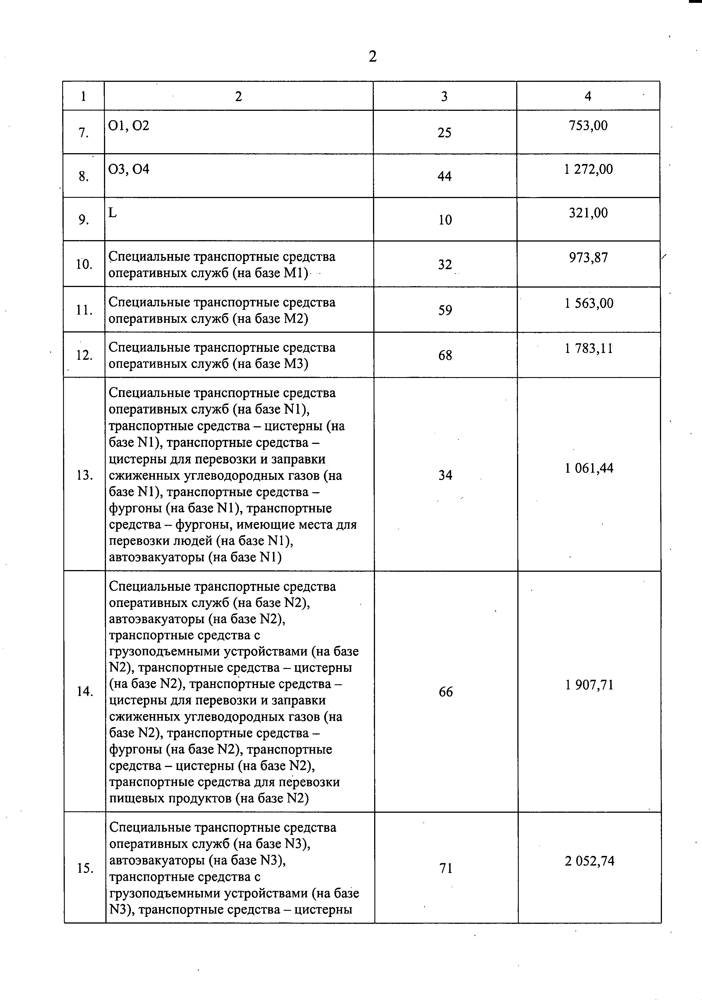 2
1 2 3 4
7. O1, O2 25 753,00
8. O3, O4 44 1 272,00
9. L 10 321,00
10. Специальные транспортные средства 32 973,87
оперативных служб (на базе М1)
11. Специальные транспортные средства 59 1 563,00
оперативных служб (на базе М2)
12. Специальные транспортные средства 68 1 783,11
оперативных служб (на базе М3)
Специальные транспортные средства
оперативных служб (на базе N1),
транспортные средства – цистерны (на
базе N1), транспортные средства –
цистерны для перевозки и заправки
13. сжиженных углеводородных газов (на 34 1 061,44
базе N1), транспортные средства –
фургоны (на базе N1), транспортные
средства – фургоны, имеющие места для
перевозки людей (на базе N1),
автоэвакуаторы (на базе N1)
Специальные транспортные средства
оперативных служб (на базе N2),
автоэвакуаторы (на базе N2),
транспортные средства с
грузоподъемными устройствами (на базе
N2), транспортные средства – цистерны
(на базе N2), транспортные средства –
14. цистерны для перевозки и заправки 66 1 907,71
сжиженных углеводородных газов (на
базе N2), транспортные средства –
фургоны (на базе N2), транспортные
средства – цистерны (на базе N2),
транспортные средства для перевозки
пищевых продуктов (на базе N2)
Специальные транспортные средства
оперативных служб (на базе N3),
15. автоэвакуаторы (на базе N3), 71 2 052,74
транспортные средства с
грузоподъемными устройствами (на базе
N3), транспортные средства – цистерны